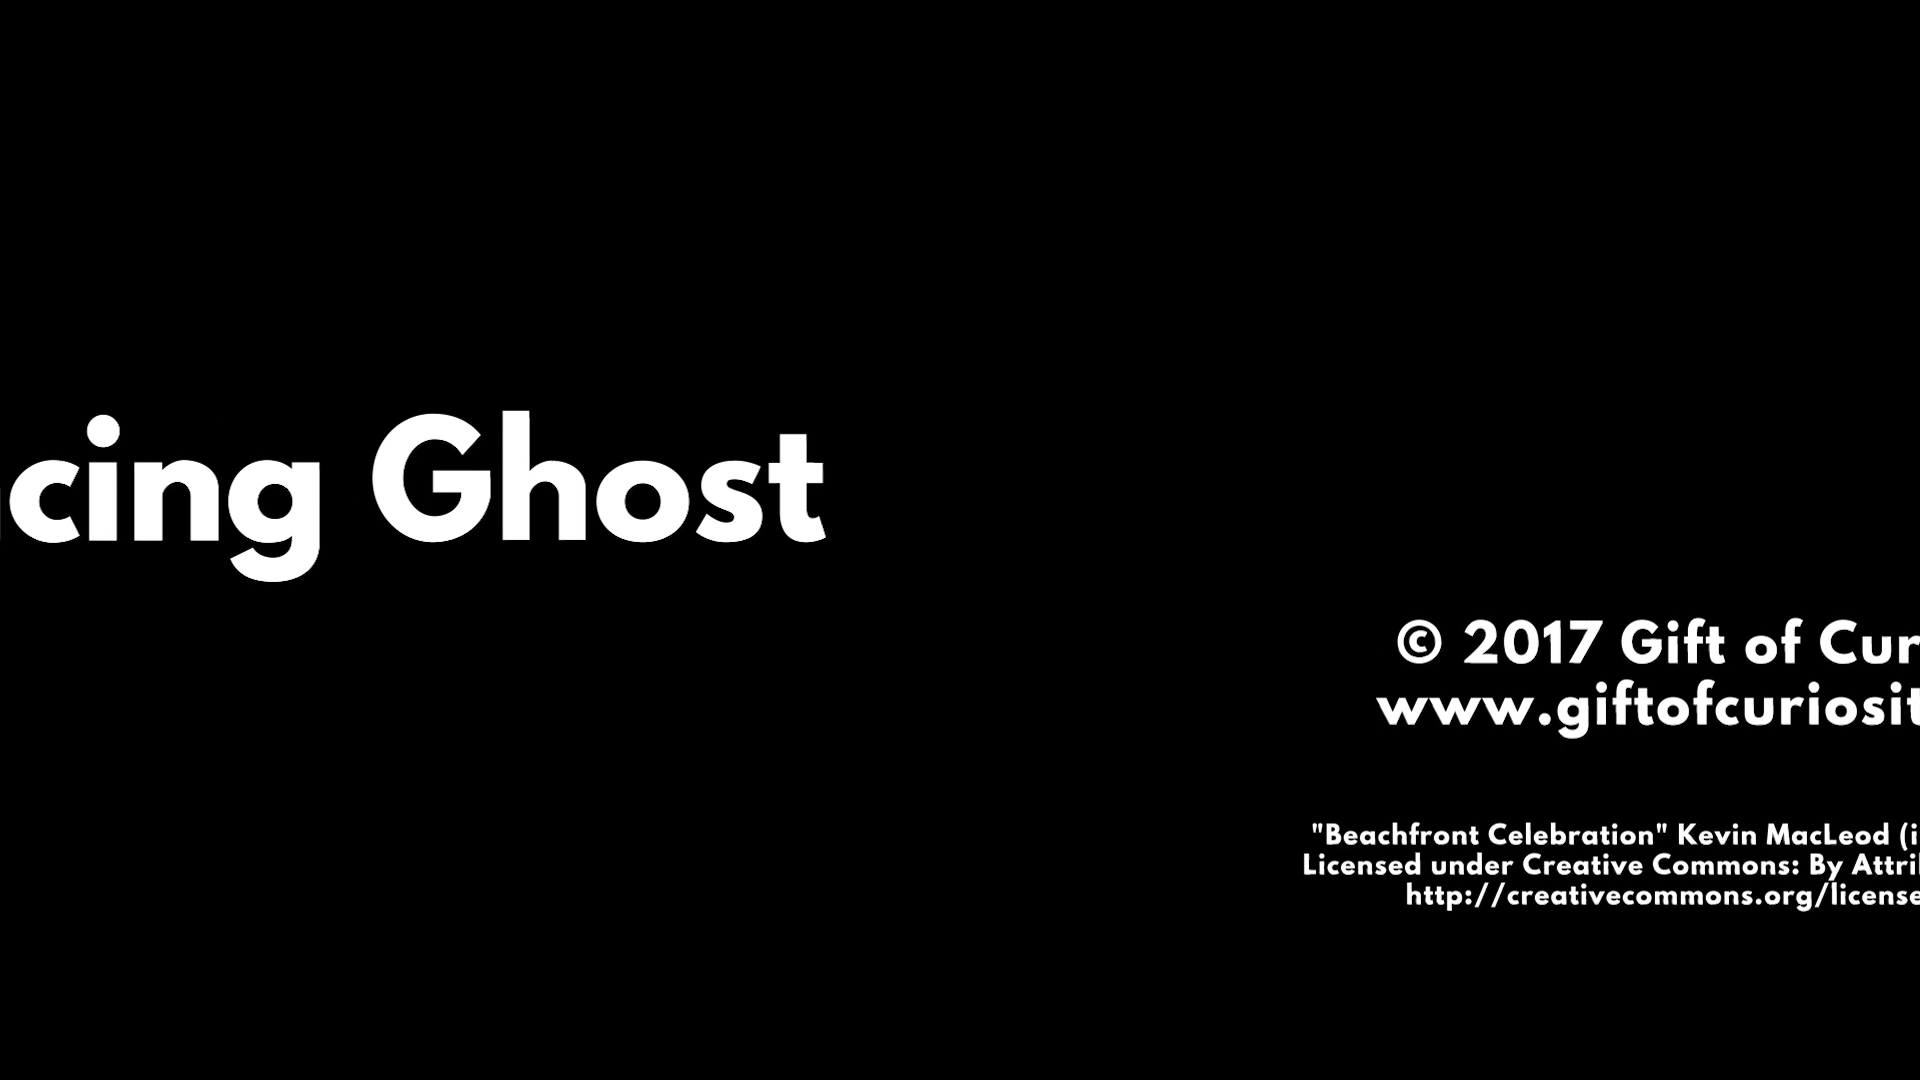 cing Ghost
© 2017 Gift of Cur
www.giftofcuriosit
"Beachfront Celebration" Kevin MacLeod (i
Licensed under Creative Commons: By Attri
http://creativecommons.org/license